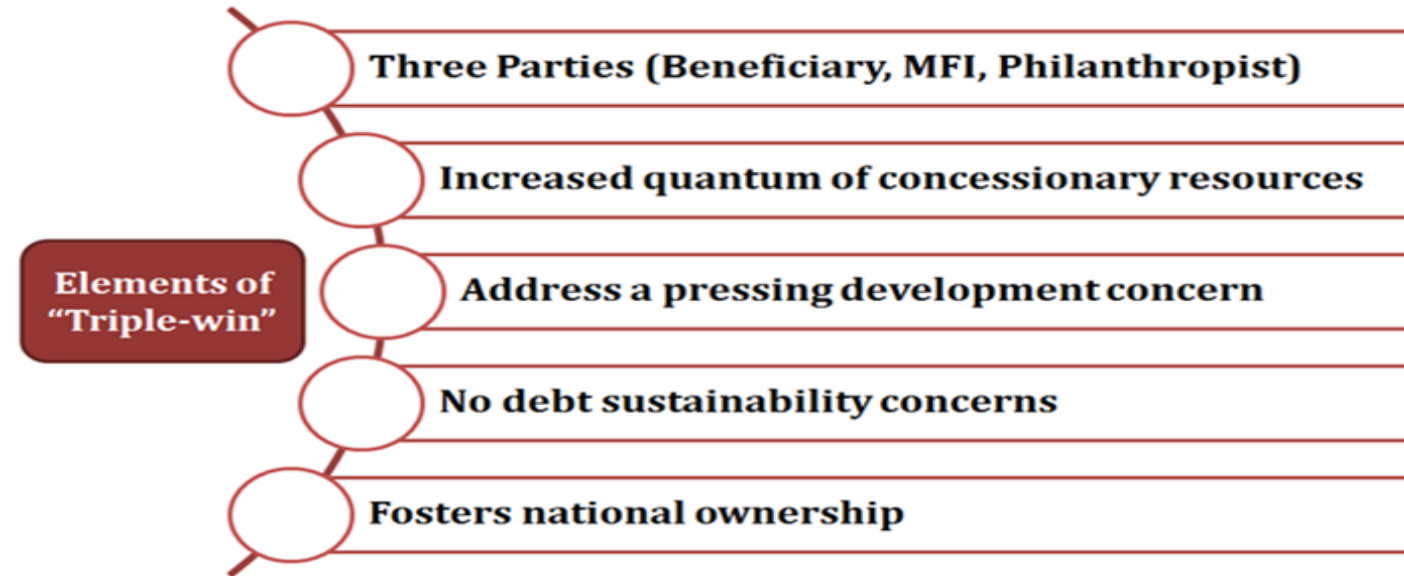 Three Parties (Beneficiary, MFI, Philanthropist)
Increased quantum of concessionary resources
Elements of
“Triple-win”
Address a pressing development concern
No debt sustainability concerns
Fosters national ownership